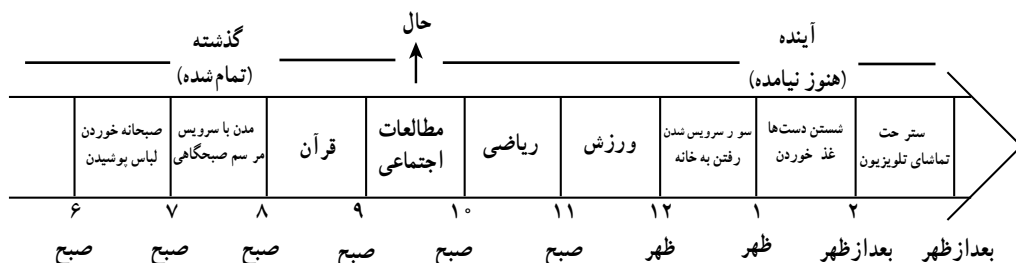 گذشته
(تمام شده)
حال
آینده
(هنوز نیامده)
صبحانه خوردن
لباس پوشیدن
مدن با سرویس
مر سم صبحگاهی
قرآن
مطالعات
اجتماعی
ریاضی
ورزش
سو ر سرویس شدن
رفتن به خانه
شستن دست‌ها
غذ خوردن
ستر حت
تماشای تلویزیون
۶
صبح
۷
صبح
۸
صبح
۹
صبح
۱۰
صبح
۱۱
صبح
۱۲
ظهر
۱
ظهر
۲
بعدازظهر
بعدازظهر